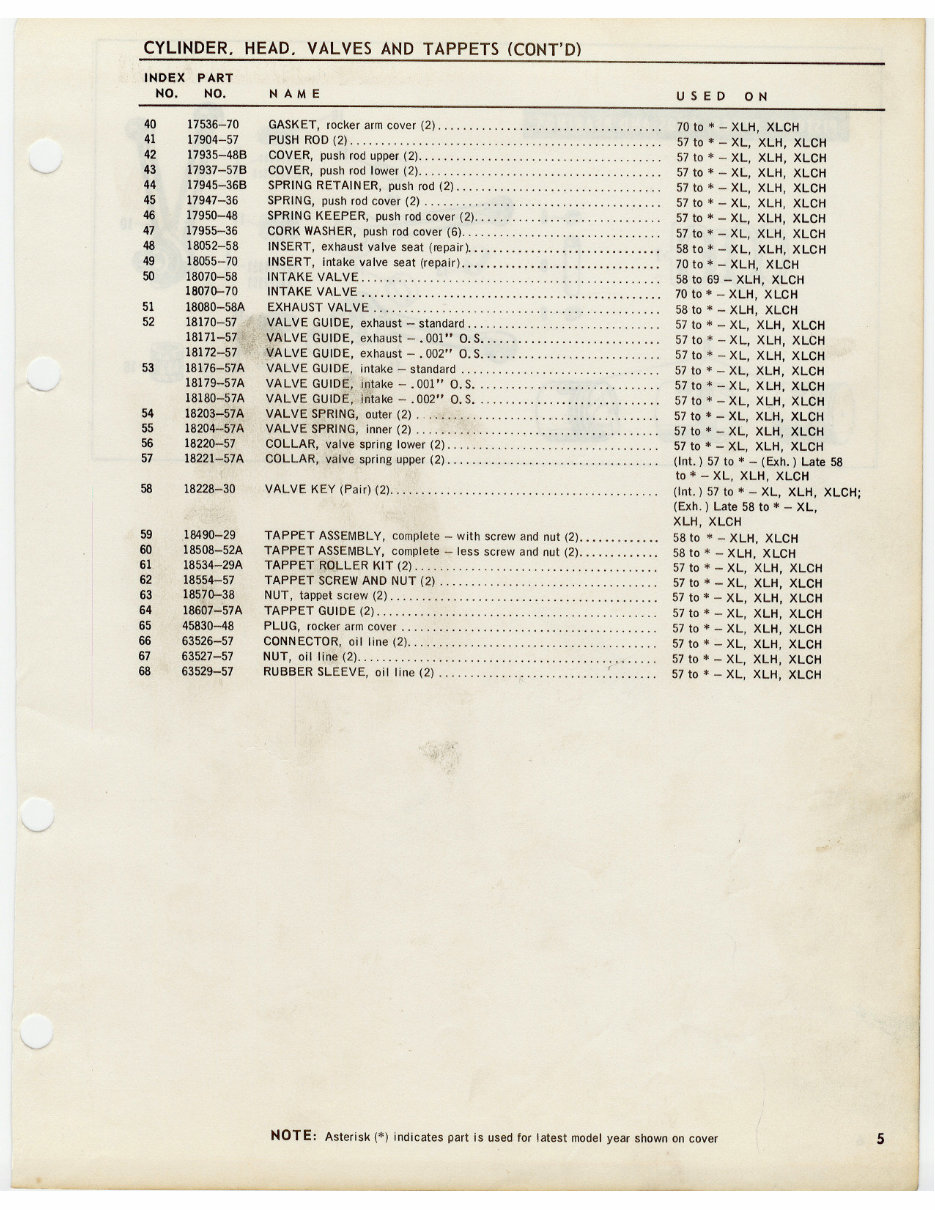 CYLINDER, HEAD, VALVES AND TAPPETS (CONT'D)
INDEX PART
NO. NO. NAME USED ON
40 17536–70 GASKET, rocker arm cover (2) 70 to * – XLH, XLCH
41 17904–57 PUSH ROD (2) 57 to * – XL, XLH, XLCH
42 17935–48B COVER, push rod upper (2) 57 to * – XL, XLH, XLCH
43 17937–57B COVER, push rod lower (2) 57 to * – XL, XLH, XLCH
44 17945–36B SPRING RETAINER, push rod (2) 57 to * – XL, XLH, XLCH
45 17947–36 SPRING, push rod cover (2) 57 to * – XL, XLH, XLCH
46 17950–48 SPRING KEEPER, push rod cover (2) 57 to * – XL, XLH, XLCH
47 17955–36 CORK WASHER, push rod cover (6) 57 to * – XL, XLH, XLCH
48 18052–58 INSERT, exhaust valve seat (repair) 58 to * – XL, XLH, XLCH
49 18055–70 INSERT, intake valve seat (repair) 70 to * – XLH, XLCH
50 18070–58 INTAKE VALVE 58 to 69 – XLH, XLCH
18070–70 INTAKE VALVE 70 to * – XLH, XLCH
51 18080–58A EXHAUST VALVE 58 to * – XLH, XLCH
52 18170–57 VALVE GUIDE, exhaust – standard 57 to * – XL, XLH, XLCH
18171–57 VALVE GUIDE, exhaust – .001" O.S. 57 to * – XL, XLH, XLCH
18172–57 VALVE GUIDE, exhaust – .002" O.S. 57 to * – XL, XLH, XLCH
53 18176–57A VALVE GUIDE, intake – standard 57 to * – XL, XLH, XLCH
18179–57A VALVE GUIDE, intake – .001" O.S. 57 to * – XL, XLH, XLCH
18180–57A VALVE GUIDE, intake – .002" O.S. 57 to * – XL, XLH, XLCH
54 18203–57A VALVE SPRING, outer (2) 57 to * – XL, XLH, XLCH
55 18204–57A VALVE SPRING, inner (2) 57 to * – XL, XLH, XLCH
56 18220–57 COLLAR, valve spring lower (2) 57 to * – XL, XLH, XLCH
57 18221–57A COLLAR, valve spring upper (2) (Int.) 57 to * – (Exh.) Late 58
to * – XL, XLH, XLCH
58 18228–30 VALVE KEY (Pair) (2) (Int.) 57 to * – XL, XLH, XLCH;
(Exh.) Late 58 to * – XL,
XLH, XLCH
59 18490–29 TAPPET ASSEMBLY, complete – with screw and nut (2) 58 to * – XLH, XLCH
60 18508–52A TAPPET ASSEMBLY, complete – less screw and nut (2) 58 to * – XLH, XLCH
61 18534–29A TAPPET ROLLER KIT (2) 57 to * – XL, XLH, XLCH
62 18554–57 TAPPET SCREW AND NUT (2) 57 to * – XL, XLH, XLCH
63 18570–38 NUT, tappet screw (2) 57 to * – XL, XLH, XLCH
64 18607–57A TAPPET GUIDE (2) 57 to * – XL, XLH, XLCH
65 45830–48 PLUG, rocker arm cover 57 to * – XL, XLH, XLCH
66 63526–57 CONNECTOR, oil line (2) 57 to * – XL, XLH, XLCH
67 63527–57 NUT, oil line (2) 57 to * – XL, XLH, XLCH
68 63529–57 RUBBER SLEEVE, oil line (2) 57 to * – XL, XLH, XLCH
NOTE: Asterisk (*) indicates part is used for latest model year shown on cover 5